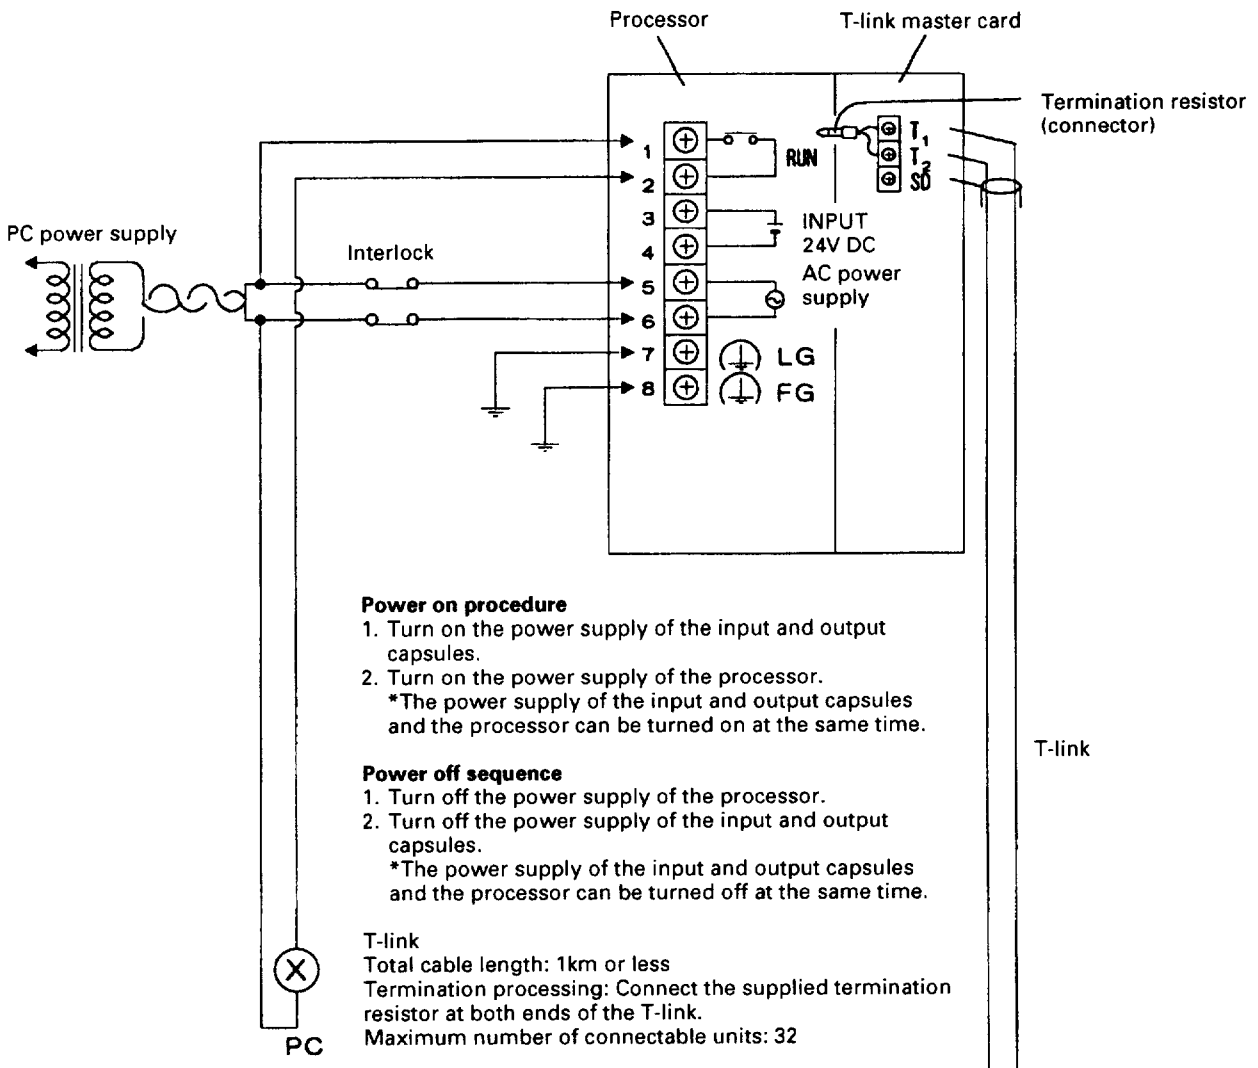 Processor
T-link master card
Termination resistor
(connector)
1
2
3
4
5
6
7
8
RUN
T1
T2
SD
INPUT
24V DC
AC power
supply
LG
FG
PC power supply
Interlock
Power on procedure
1. Turn on the power supply of the input and output
capsules.
2. Turn on the power supply of the processor.
*The power supply of the input and output capsules
and the processor can be turned on at the same time.
Power off sequence
1. Turn off the power supply of the processor.
2. Turn off the power supply of the input and output
capsules.
*The power supply of the input and output capsules
and the processor can be turned off at the same time.
T-link
T-link
Total cable length: 1km or less
Termination processing: Connect the supplied termination
resistor at both ends of the T-link.
Maximum number of connectable units: 32
X
PC